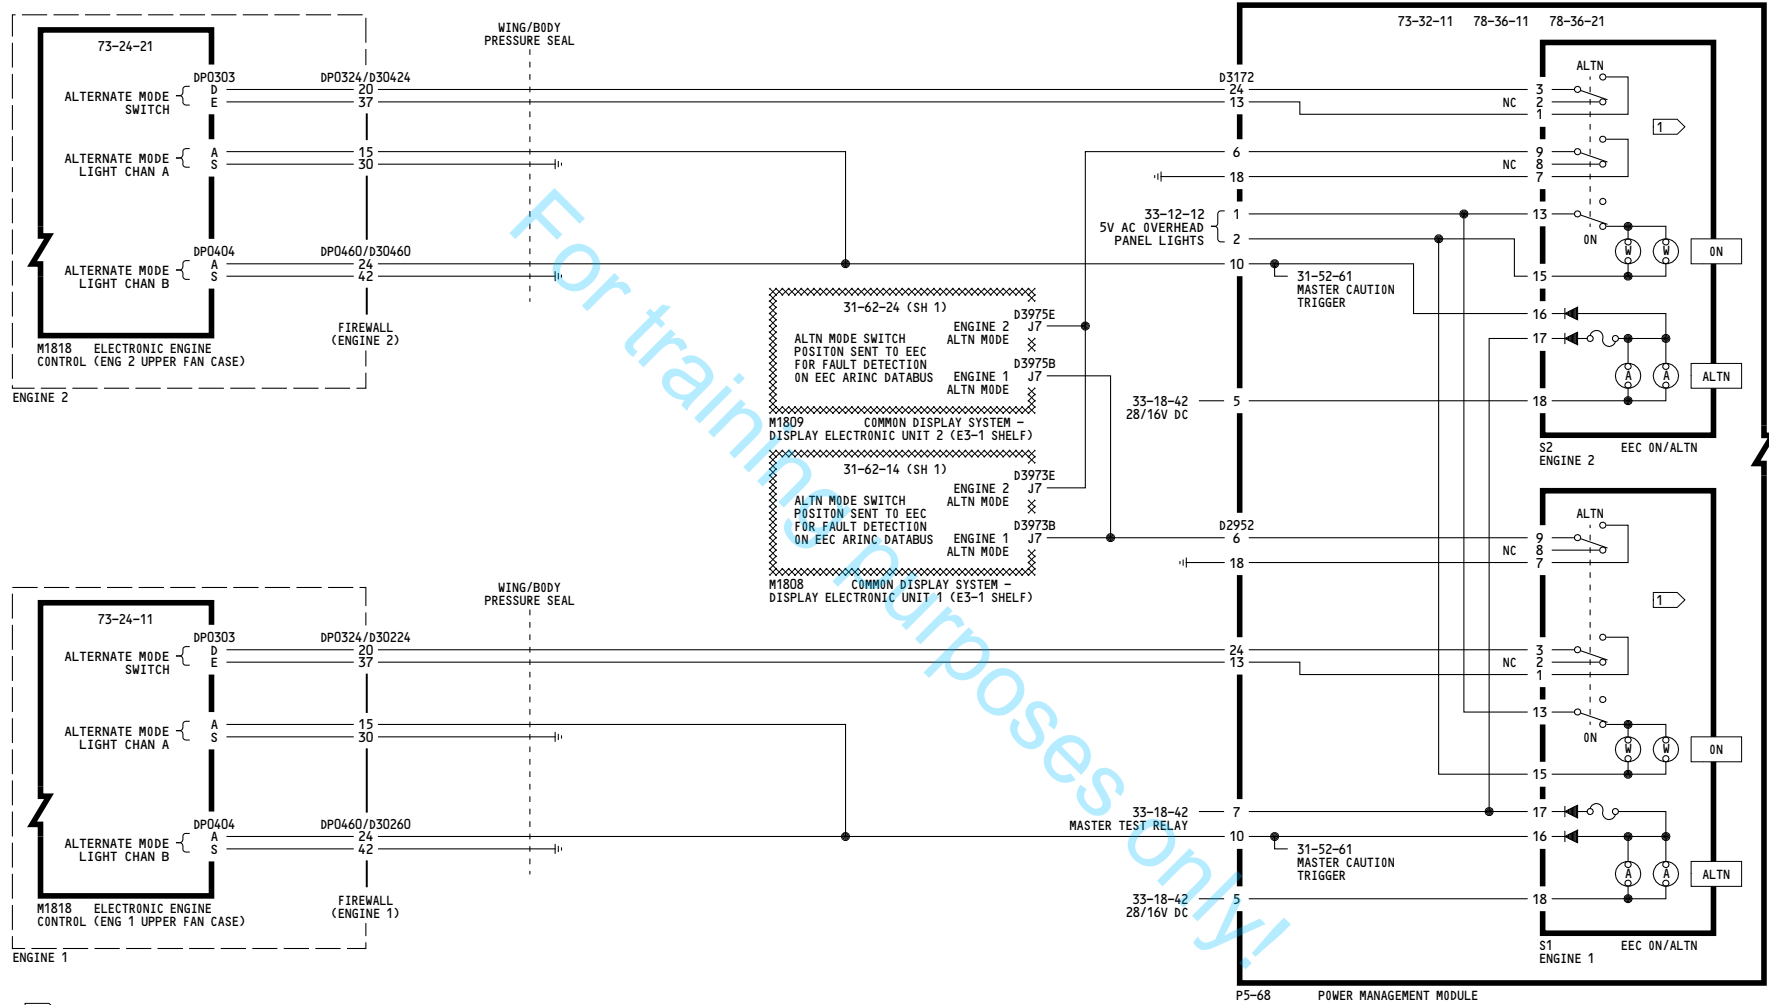 73-24-21
DP0303
ALTERNATE MODE
SWITCH
D
E
ALTERNATE MODE
LIGHT CHAN A
A
S
DP0404
ALTERNATE MODE
LIGHT CHAN B
A
S
M1818 ELECTRONIC ENGINE
CONTROL (ENG 2 UPPER FAN CASE)
ENGINE 2
DP0324/D30424
20
37
15
30
DP0460/D30460
24
42
FIREWALL
(ENGINE 2)
WING/BODY
PRESSURE SEAL
31-62-24 (SH 1)
ALTN MODE SWITCH
POSITON SENT TO EEC
FOR FAULT DETECTION
ON EEC ARINC DATABUS
D3975E
ENGINE 2 J7
ALTN MODE
D3975B
ENGINE 1 J7
ALTN MODE
M1809 COMMON DISPLAY SYSTEM -
DISPLAY ELECTRONIC UNIT 2 (E3-1 SHELF)
31-62-14 (SH 1)
ALTN MODE SWITCH
POSITON SENT TO EEC
FOR FAULT DETECTION
ON EEC ARINC DATABUS
D3973E
ENGINE 2 J7
ALTN MODE
D3973B
ENGINE 1 J7
ALTN MODE
M1808 COMMON DISPLAY SYSTEM -
DISPLAY ELECTRONIC UNIT 1 (E3-1 SHELF)
73-24-11
DP0303
ALTERNATE MODE
SWITCH
D
E
ALTERNATE MODE
LIGHT CHAN A
A
S
DP0404
ALTERNATE MODE
LIGHT CHAN B
A
S
M1818 ELECTRONIC ENGINE
CONTROL (ENG 1 UPPER FAN CASE)
ENGINE 1
DP0324/D30224
20
37
15
30
DP0460/D30260
24
42
FIREWALL
(ENGINE 1)
WING/BODY
PRESSURE SEAL
73-32-11 78-36-11 78-36-21
D3172
24
13
6
18
33-12-12
5V AC OVERHEAD
PANEL LIGHTS
1
2
10
31-52-61
MASTER CAUTION
TRIGGER
33-18-42
28/16V DC
5
ALTN
3
NC 2
1
1
9
NC 8
7
13
ON
W W
ON
15
16
17
A A
ALTN
18
S2 EEC ON/ALTN
ENGINE 2
D2952
6
18
24
13
33-18-42
MASTER TEST RELAY
7
10
31-52-61
MASTER CAUTION
TRIGGER
33-18-42
28/16V DC
5
ALTN
9
NC 8
7
1
3
NC 2
1
13
ON
W W
ON
15
17
16
A A
ALTN
18
S1 EEC ON/ALTN
ENGINE 1
P5-68 POWER MANAGEMENT MODULE
For training purposes only!